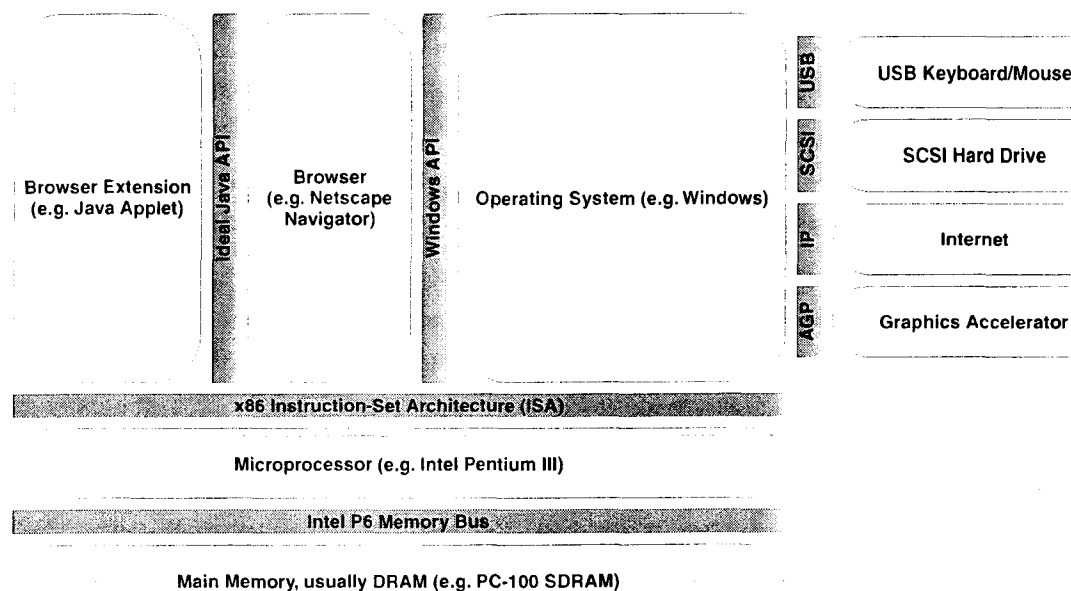 Browser Extension
(e.g. Java Applet)
Ideal Java API
Browser
(e.g. Netscape
Navigator)
Windows API
Operating System (e.g. Windows)
USB
USB Keyboard/Mouse
SCSI
SCSI Hard Drive
IP
Internet
AGP
Graphics Accelerator
x86 Instruction-Set Architecture (ISA)
Microprocessor (e.g. Intel Pentium III)
Intel P6 Memory Bus
Main Memory, usually DRAM (e.g. PC-100 SDRAM)